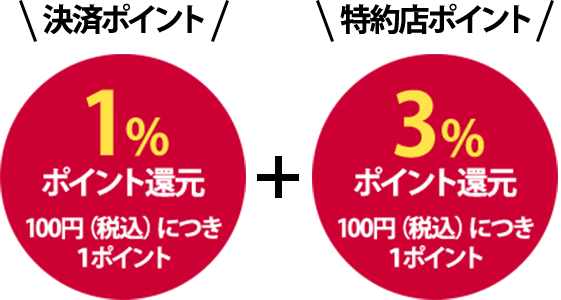 決済ポイント
1%
ポイント還元
100円（税込）につき
1ポイント
+
特約店ポイント
3%
ポイント還元
100円（税込）につき
1ポイント